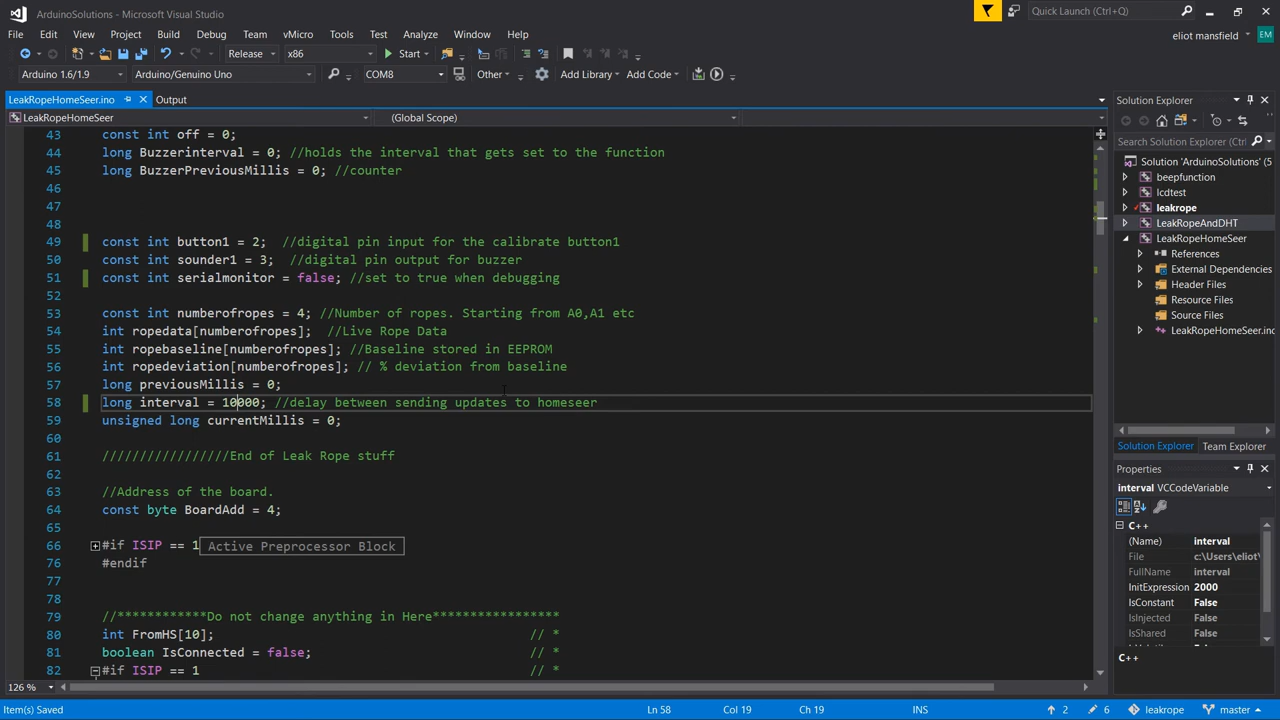 ArduinoSolutions - Microsoft Visual Studio
Quick Launch (Ctrl+Q)
File Edit View Project Build Debug Team vMicro Tools Test Analyze Window Help
eliot mansfield EM
Release x86 Start
Arduino 1.6/1.9 Arduino/Genuino Uno COM8 Other Add Library Add Code
LeakRopeHomeSeer.ino Output
LeakRopeHomeSeer (Global Scope)
43 const int off = 0;
44 long Buzzerinterval = 0; //holds the interval that gets set to the function
45 long BuzzerPreviousMillis = 0; //counter
46
47
48
49 const int button1 = 2; //digital pin input for the calibrate button1
50 const int sounder1 = 3; //digital pin output for buzzer
51 const int serialmonitor = false; //set to true when debugging
52
53 const int numberofropes = 4; //Number of ropes. Starting from A0,A1 etc
54 int ropedata[numberofropes]; //Live Rope Data
55 int ropebaseline[numberofropes]; //Baseline stored in EEPROM
56 int ropedeviation[numberofropes]; // % deviation from baseline
57 long previousMillis = 0;
58 long interval = 10000; //delay between sending updates to homeseer
59 unsigned long currentMillis = 0;
60
61 /////////////////End of Leak Rope stuff
62
63 //Address of the board.
64 const byte BoardAdd = 4;
65
66 #if ISIP == 1 Active Preprocessor Block
76 #endif
77
78
79 //************Do not change anything in Here*****************
80 int FromHS[10]; // *
81 boolean IsConnected = false; // *
82 #if ISIP == 1 // *
126 %
Solution Explorer
Search Solution Explorer (Ctrl
Solution 'ArduinoSolutions' (5
beepfunction
lcdtest
leakrope
LeakRopeAndDHT
LeakRopeHomeSeer
References
External Dependencies
Header Files
Resource Files
Source Files
LeakRopeHomeSeer.ino
Solution Explorer Team Explorer
Properties
interval VCCodeVariable
C++
(Name) interval
File c:\Users\eliot\
FullName interval
InitExpression 2000
IsConstant False
IsInjected False
IsShared False
C++
Item(s) Saved Ln 58 Col 19 Ch 19 INS 2 6 leakrope master